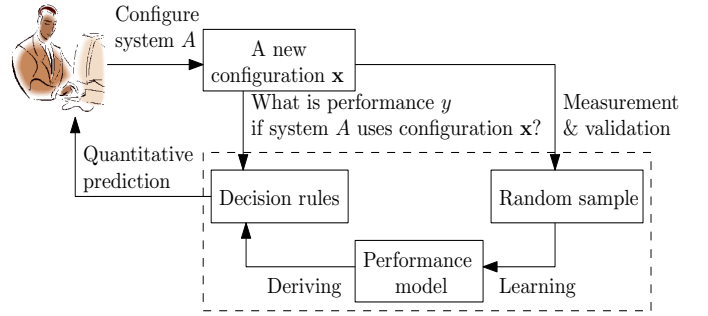 Configure
system A
A new
configuration x
What is performance y
if system A uses configuration x?
Measurement
& validation
Quantitative
prediction
Decision rules
Random sample
Performance
model
Deriving
Learning